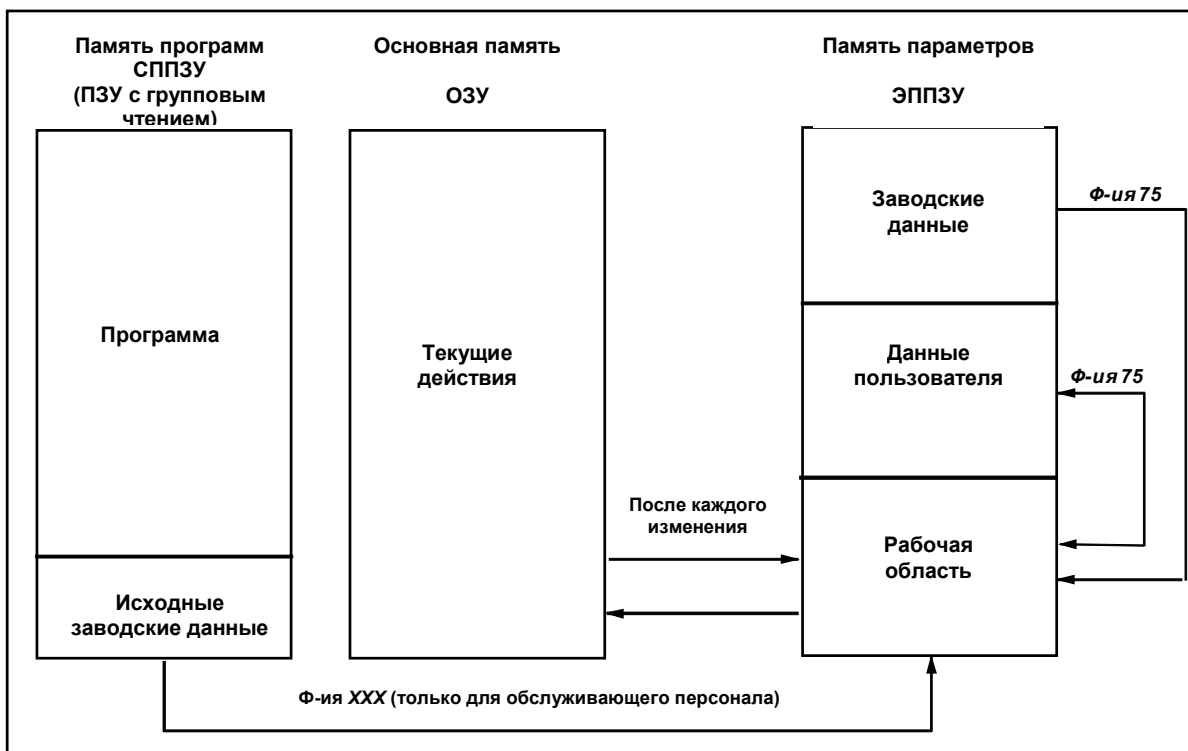 Память программ
СППЗУ
(ПЗУ с групповым
чтением)
Основная память
ОЗУ
Память параметров
ЭППЗУ
Заводские
данные
Ф-ия 75
Программа
Текущие
действия
Данные
пользователя
Ф-ия 75
После каждого
изменения
Рабочая
область
Исходные
заводские данные
Ф-ия XXX (только для обслуживающего персонала)